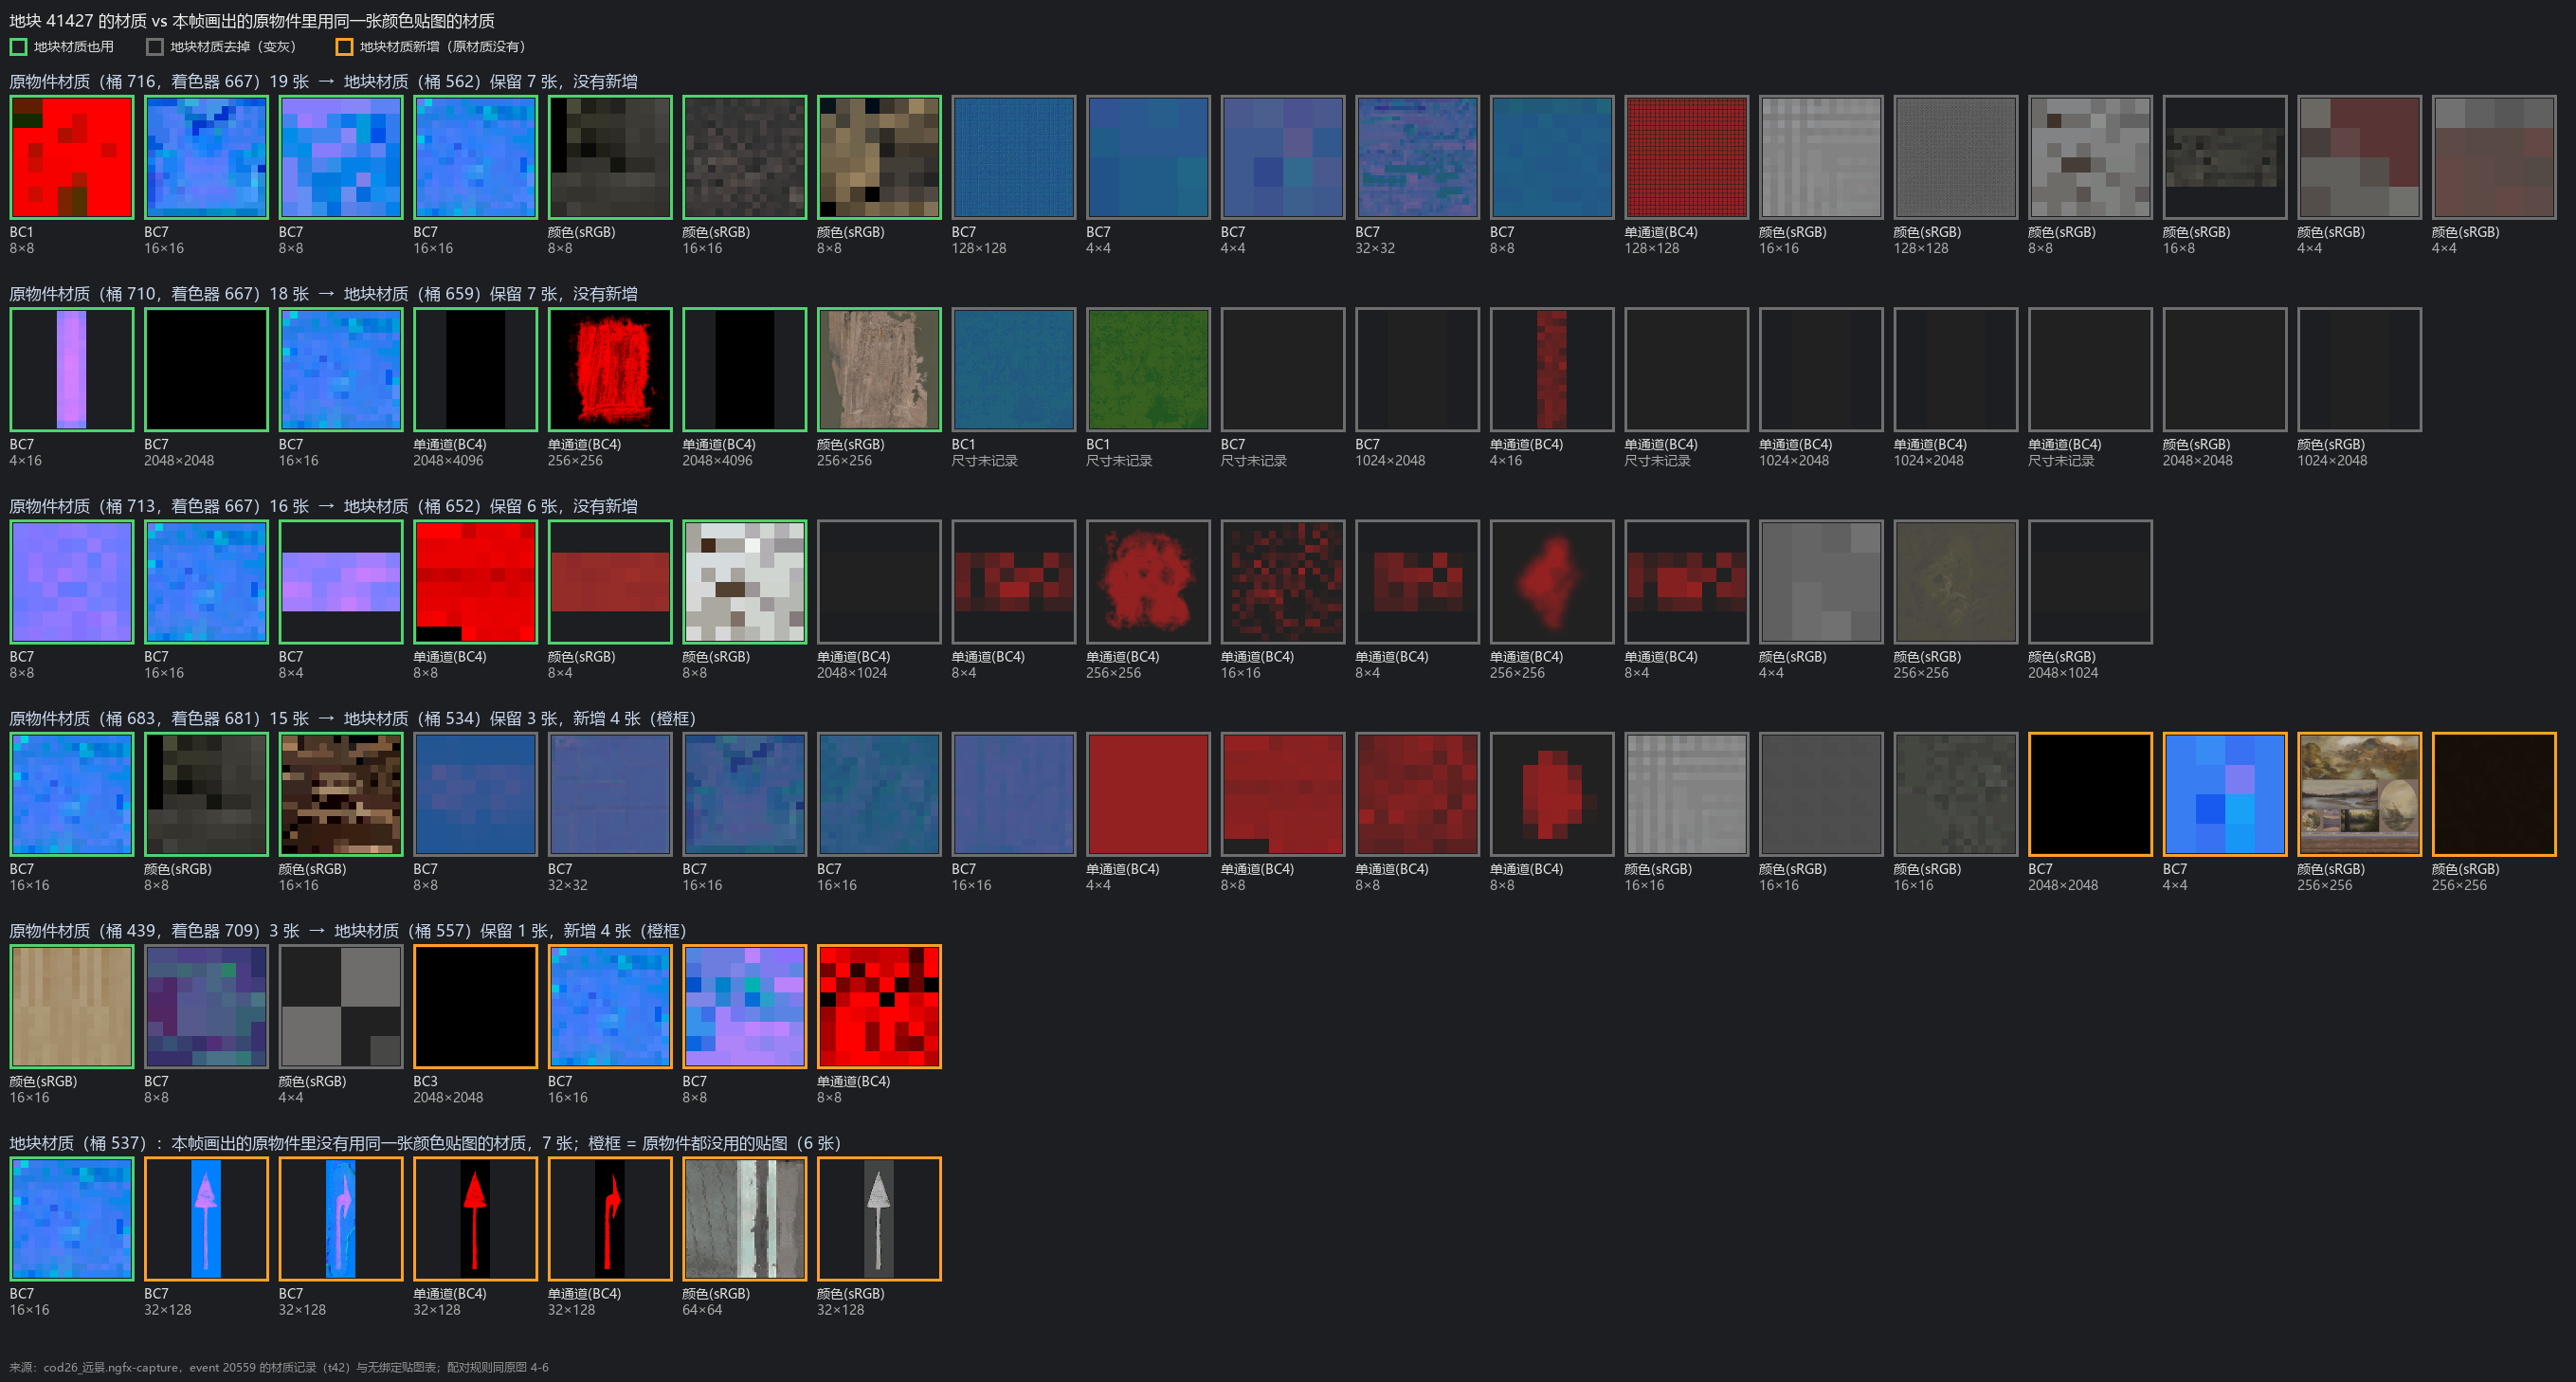 地块 41427 的材质 vs 本帧画出的原物件里用同一张颜色贴图的材质
地块材质也用 地块材质去掉（变灰） 地块材质新增（原材质没有）
原物件材质（桶 716，着色器 667）19 张 → 地块材质（桶 562）保留 7 张，没有新增
BC1 BC7 BC7 BC7 颜色(sRGB) 颜色(sRGB) 颜色(sRGB) BC7 BC7 BC7 BC7 BC7 单通道(BC4) 颜色(sRGB) 颜色(sRGB) 颜色(sRGB) 颜色(sRGB) 颜色(sRGB) 颜色(sRGB)
8×8 16×16 8×8 16×16 8×8 16×16 8×8 128×128 4×4 4×4 32×32 8×8 128×128 16×16 128×128 8×8 16×8 4×4 4×4
原物件材质（桶 710，着色器 667）18 张 → 地块材质（桶 659）保留 7 张，没有新增
BC7 BC7 BC7 单通道(BC4) 单通道(BC4) 单通道(BC4) 颜色(sRGB) BC1 BC1 BC7 BC7 单通道(BC4) 单通道(BC4) 单通道(BC4) 单通道(BC4) 单通道(BC4) 颜色(sRGB) 颜色(sRGB)
4×16 2048×2048 16×16 2048×4096 256×256 2048×4096 256×256 尺寸未记录 尺寸未记录 尺寸未记录 1024×2048 4×16 尺寸未记录 1024×2048 1024×2048 尺寸未记录 2048×2048 1024×2048
原物件材质（桶 713，着色器 667）16 张 → 地块材质（桶 652）保留 6 张，没有新增
BC7 BC7 BC7 单通道(BC4) 颜色(sRGB) 颜色(sRGB) 单通道(BC4) 单通道(BC4) 单通道(BC4) 单通道(BC4) 单通道(BC4) 单通道(BC4) 单通道(BC4) 颜色(sRGB) 颜色(sRGB) 颜色(sRGB)
8×8 16×16 8×4 8×8 8×4 8×8 2048×1024 8×4 256×256 16×16 8×4 256×256 8×4 4×4 256×256 2048×1024
原物件材质（桶 683，着色器 681）15 张 → 地块材质（桶 534）保留 3 张，新增 4 张（橙框）
BC7 颜色(sRGB) 颜色(sRGB) BC7 BC7 BC7 BC7 BC7 单通道(BC4) 单通道(BC4) 单通道(BC4) 单通道(BC4) 颜色(sRGB) 颜色(sRGB) 颜色(sRGB) BC7 BC7 颜色(sRGB) 颜色(sRGB)
16×16 8×8 16×16 8×8 32×32 16×16 16×16 16×16 4×4 8×8 8×8 8×8 16×16 16×16 16×16 2048×2048 4×4 256×256 256×256
原物件材质（桶 439，着色器 709）3 张 → 地块材质（桶 557）保留 1 张，新增 4 张（橙框）
颜色(sRGB) BC7 颜色(sRGB) BC3 BC7 BC7 单通道(BC4)
16×16 8×8 4×4 2048×2048 16×16 8×8 8×8
地块材质（桶 537）：本帧画出的原物件里没有用同一张颜色贴图的材质，7 张；橙框 = 原物件都没用的贴图（6 张）
BC7 BC7 BC7 单通道(BC4) 单通道(BC4) 颜色(sRGB) 颜色(sRGB)
16×16 32×128 32×128 32×128 32×128 64×64 32×128
来源：cod26_远景.ngfx-capture，event 20559 的材质记录（t42）与无绑定贴图表；配对规则同原图 4-6